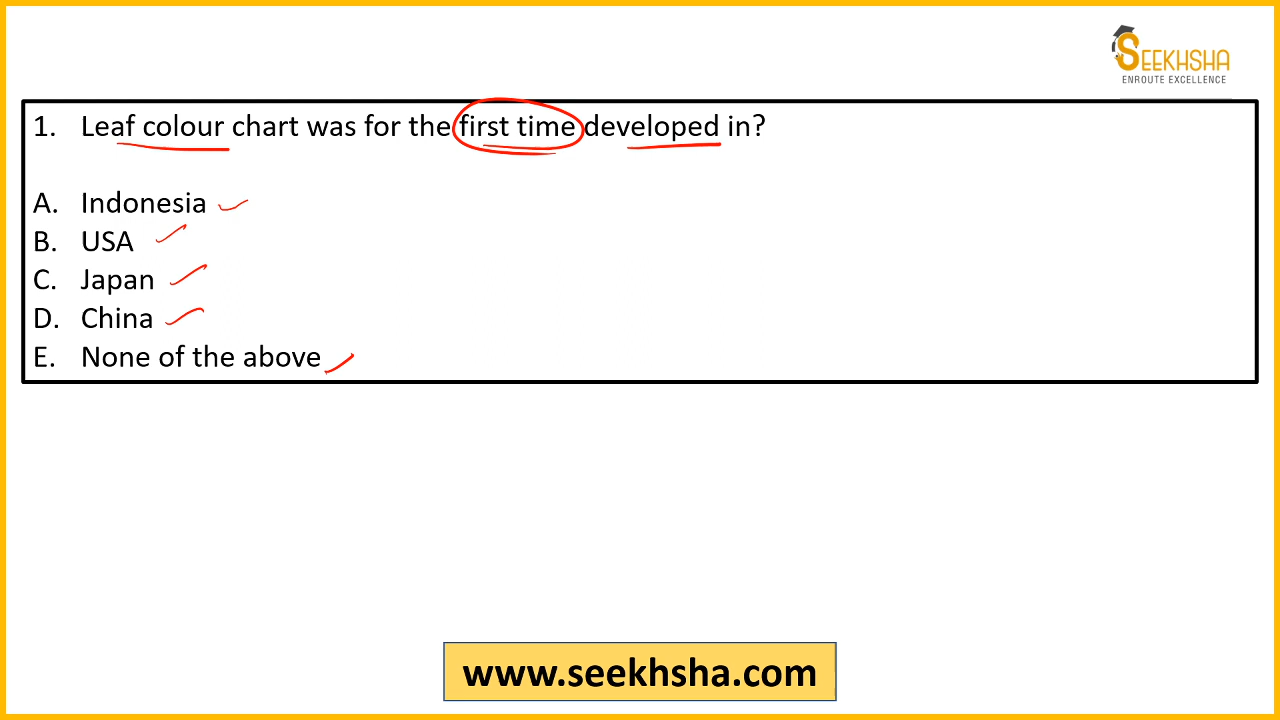 SEEKHSHA
ENROUTE EXCELLENCE
1. Leaf colour chart was for the first time developed in?
A. Indonesia
B. USA
C. Japan
D. China
E. None of the above
www.seekhsha.com